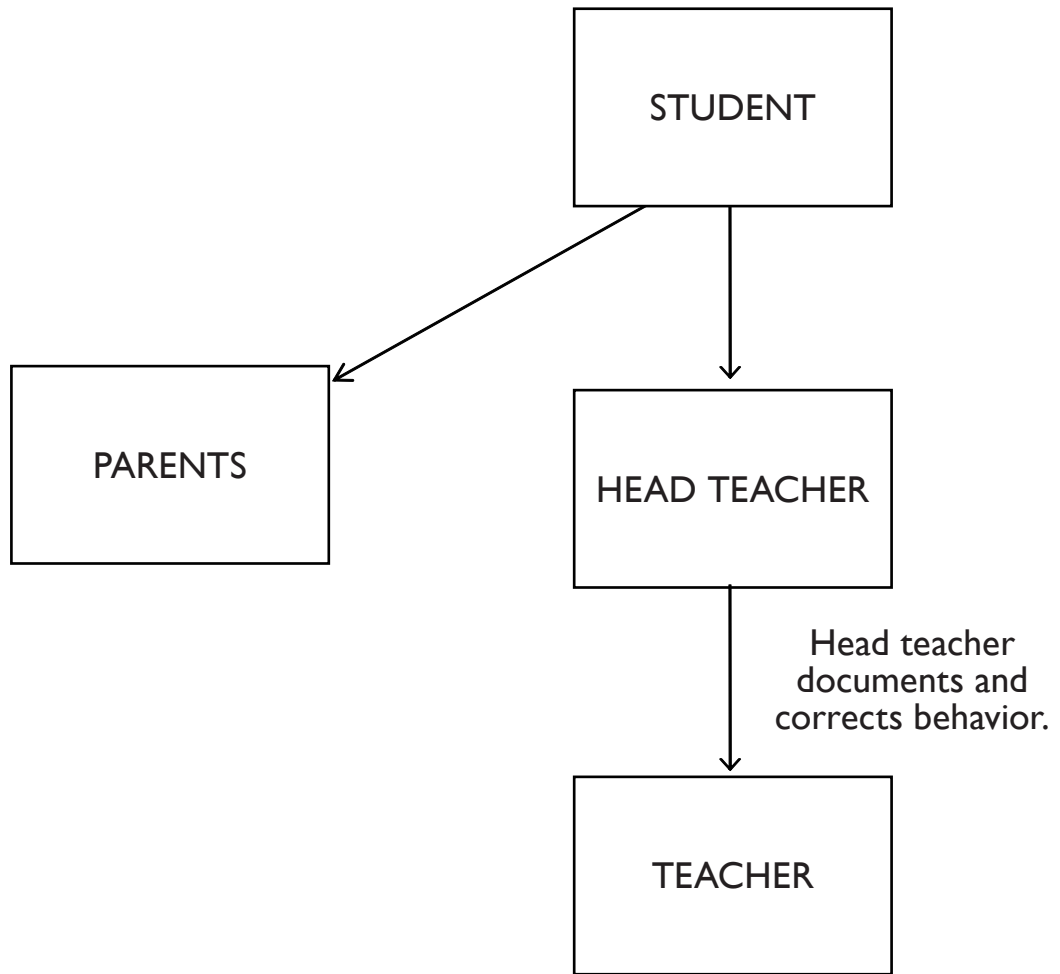 STUDENT
PARENTS
HEAD TEACHER
Head teacher
documents and
corrects behavior.
TEACHER